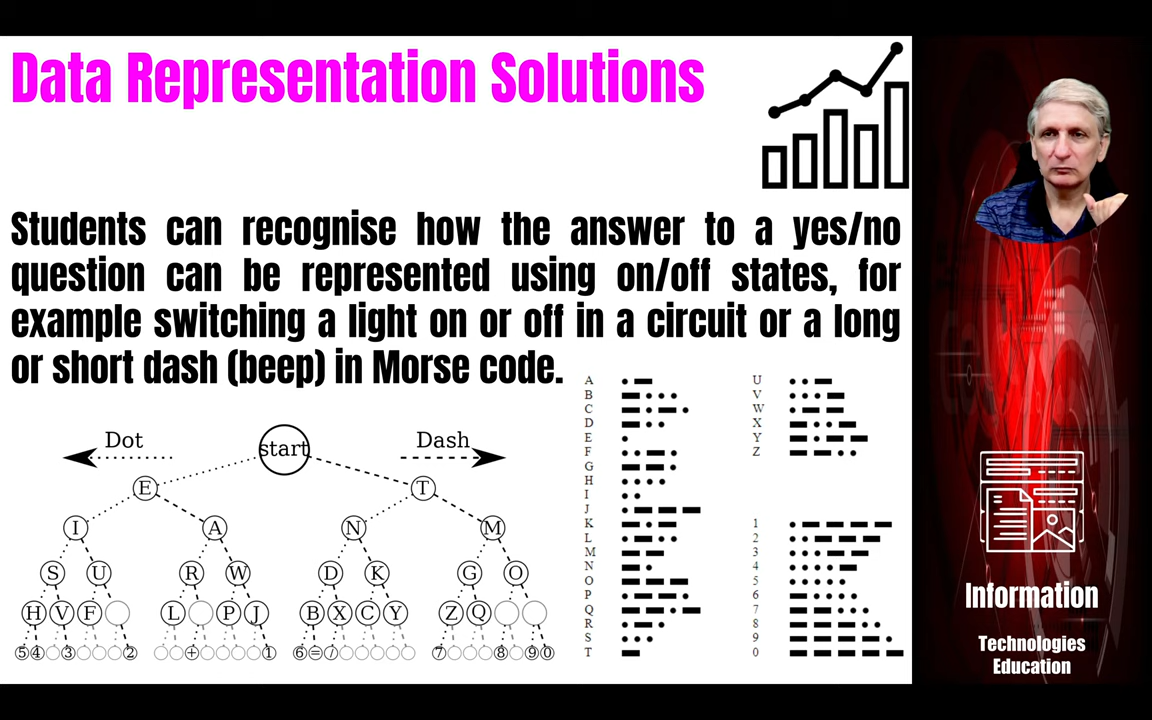 Data Representation Solutions
Students can recognise how the answer to a yes/no
question can be represented using on/off states, for
example switching a light on or off in a circuit or a long
or short dash (beep) in Morse code.
Dot
start
Dash
E T
I A N M
S U R W D K G O
H V F L P J B X C Y Z Q
5 4 3 2 + 1 6 = / 7 8 9 0
A
B
C
D
E
F
G
H
I
J
K
L
M
N
O
P
Q
R
S
T
U
V
W
X
Y
Z
1
2
3
4
5
6
7
8
9
0
Information
Technologies
Education